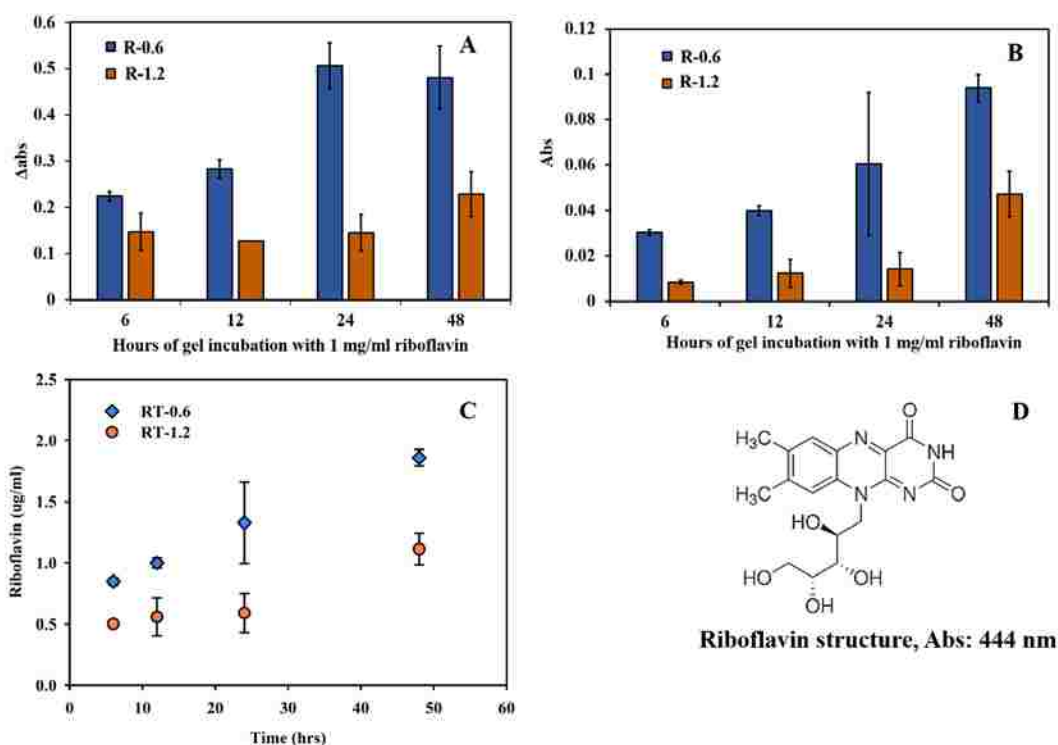 A
R-0.6
R-1.2
Δabs
0.6
0.5
0.4
0.3
0.2
0.1
0
6 12 24 48
Hours of gel incubation with 1 mg/ml riboflavin
B
R-0.6
R-1.2
Abs
0.12
0.1
0.08
0.06
0.04
0.02
0
6 12 24 48
Hours of gel incubation with 1 mg/ml riboflavin
C
RT-0.6
RT-1.2
Riboflavin (ug/ml)
2.5
2.0
1.5
1.0
0.5
0.0
0 10 20 30 40 50 60
Time (hrs)
D
O
H₃C
N
NH
H₃C
N
N
O
HO
HO
OH
OH
Riboflavin structure, Abs: 444 nm